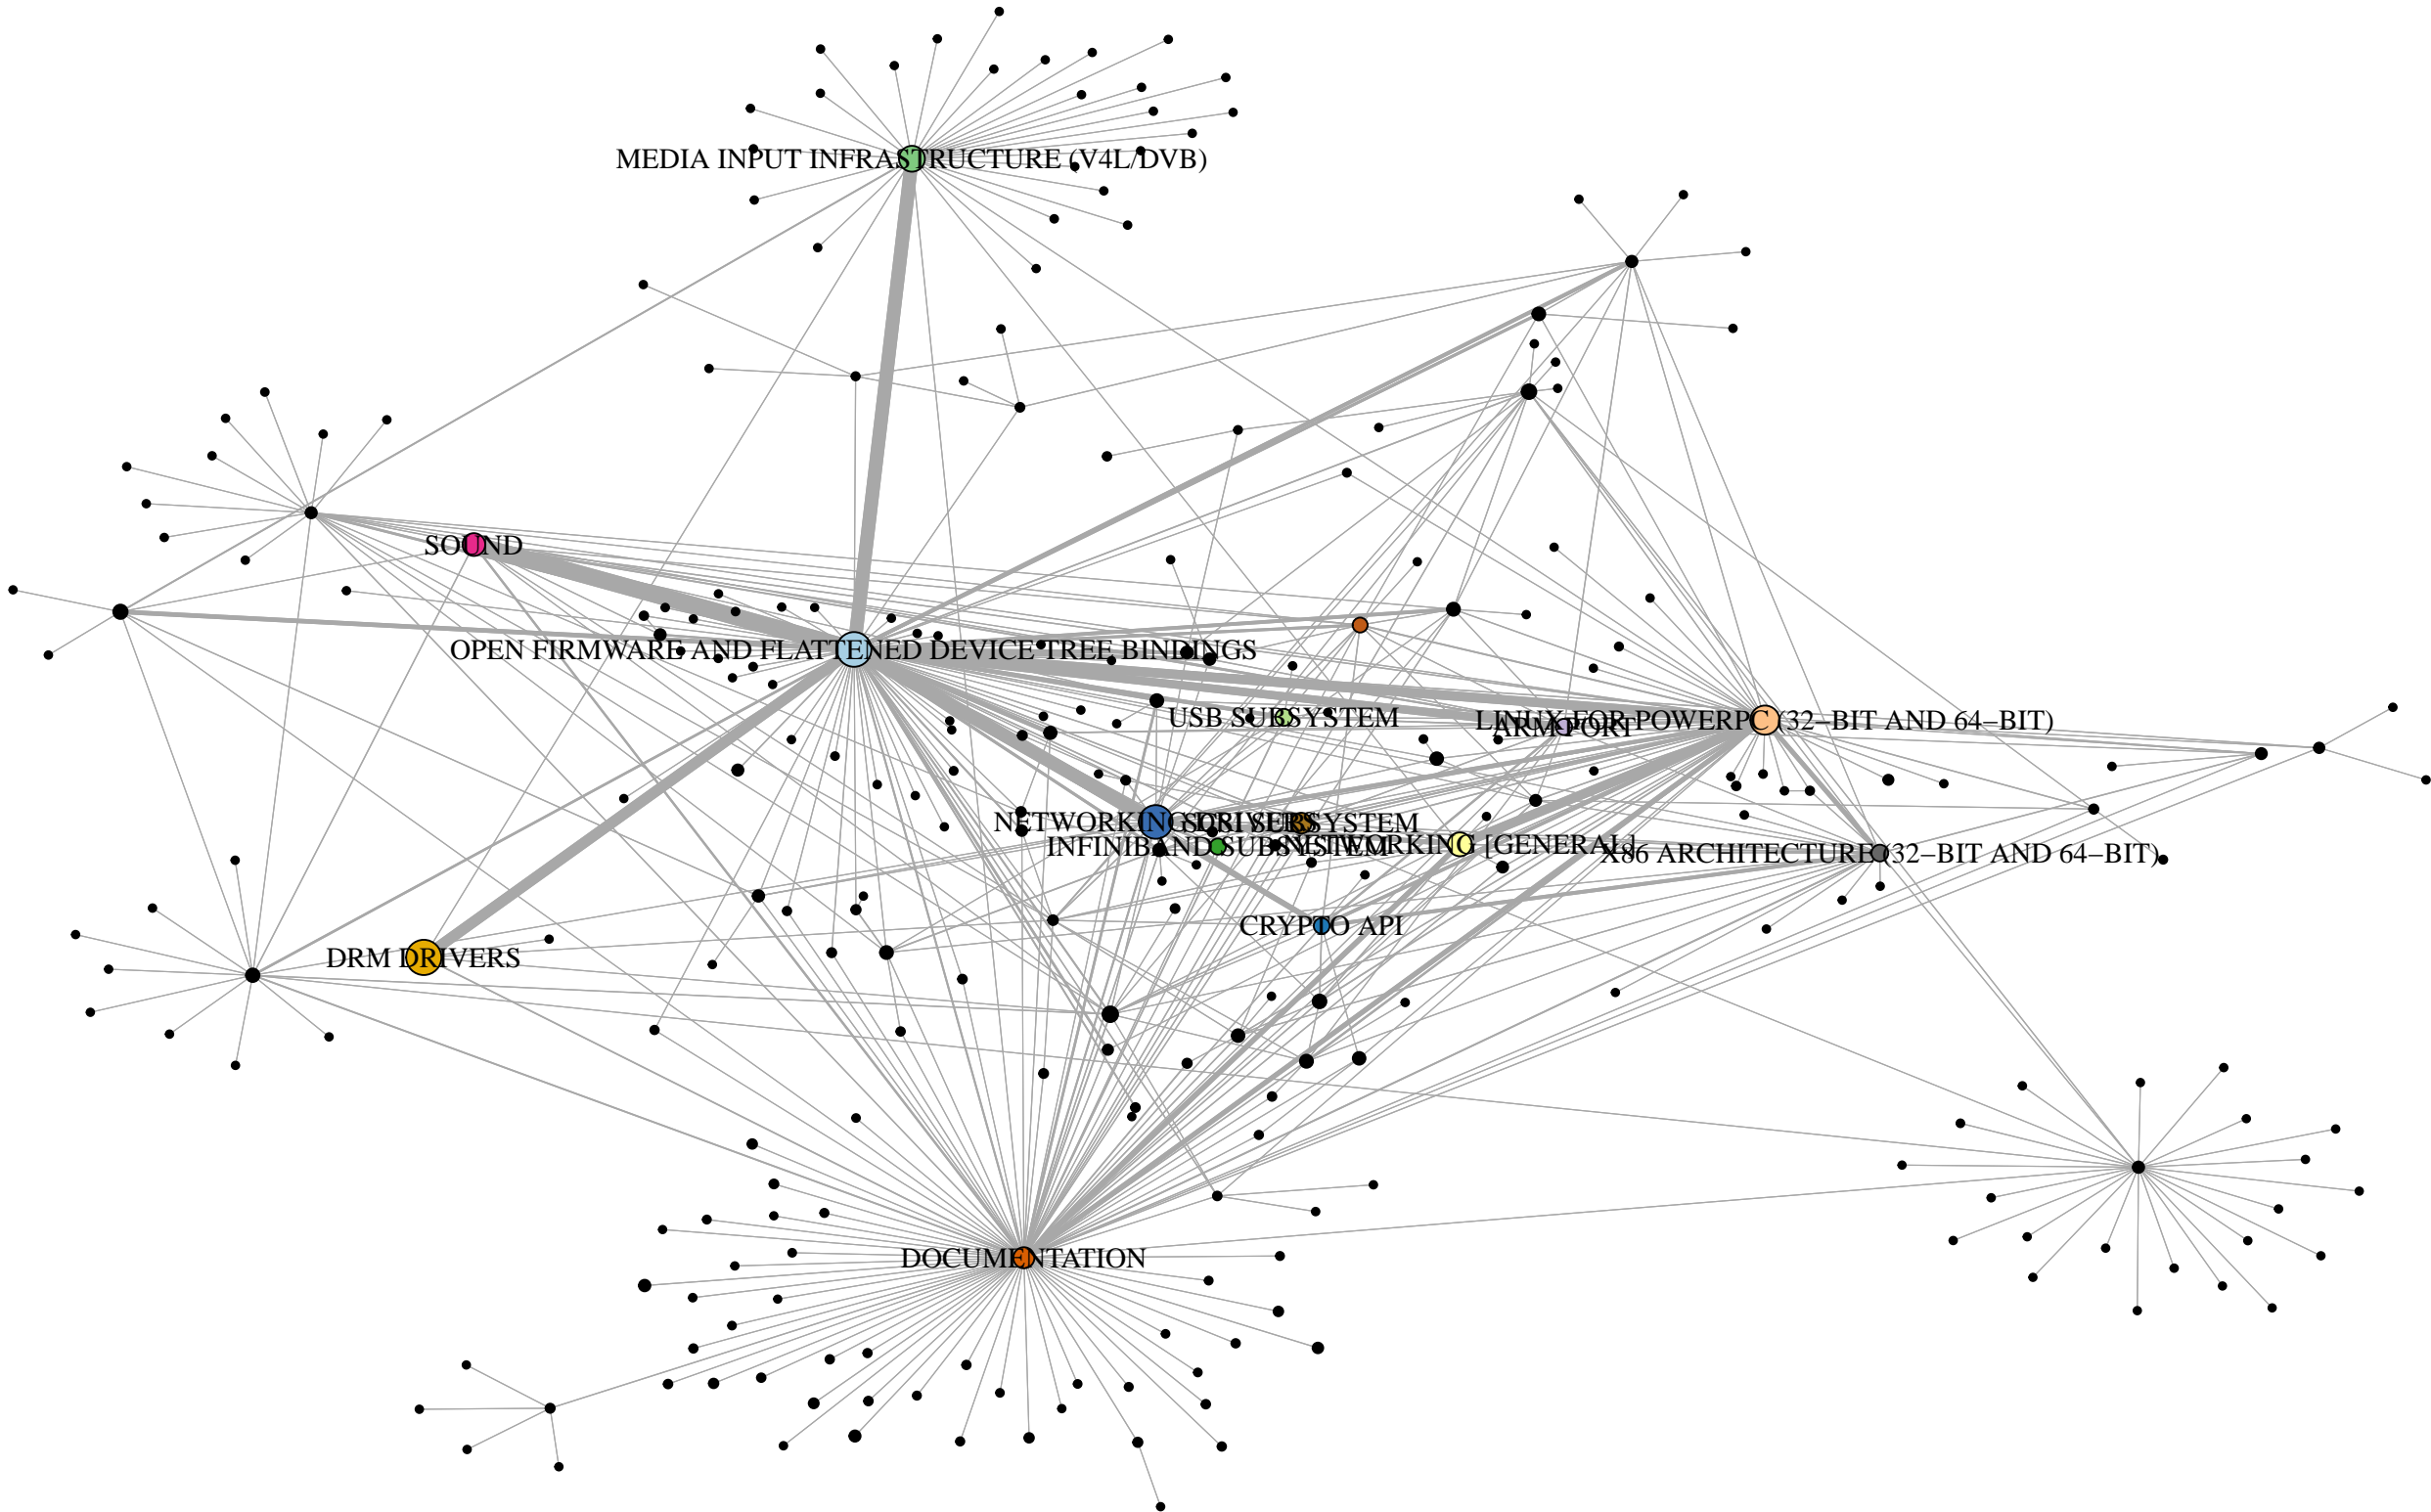 MEDIA INPUT INFRASTRUCTURE (V4L/DVB)
SOUND
OPEN FIRMWARE AND FLATTENED DEVICE TREE BINDINGS
USB SUBSYSTEM
ARM PORT
LINUX FOR POWERPC (32−BIT AND 64−BIT)
NETWORKING DRIVERS
SCSI SUBSYSTEM
INFINIBAND SUBSYSTEM
NETWORKING [GENERAL]
X86 ARCHITECTURE (32−BIT AND 64−BIT)
CRYPTO API
DRM DRIVERS
DOCUMENTATION